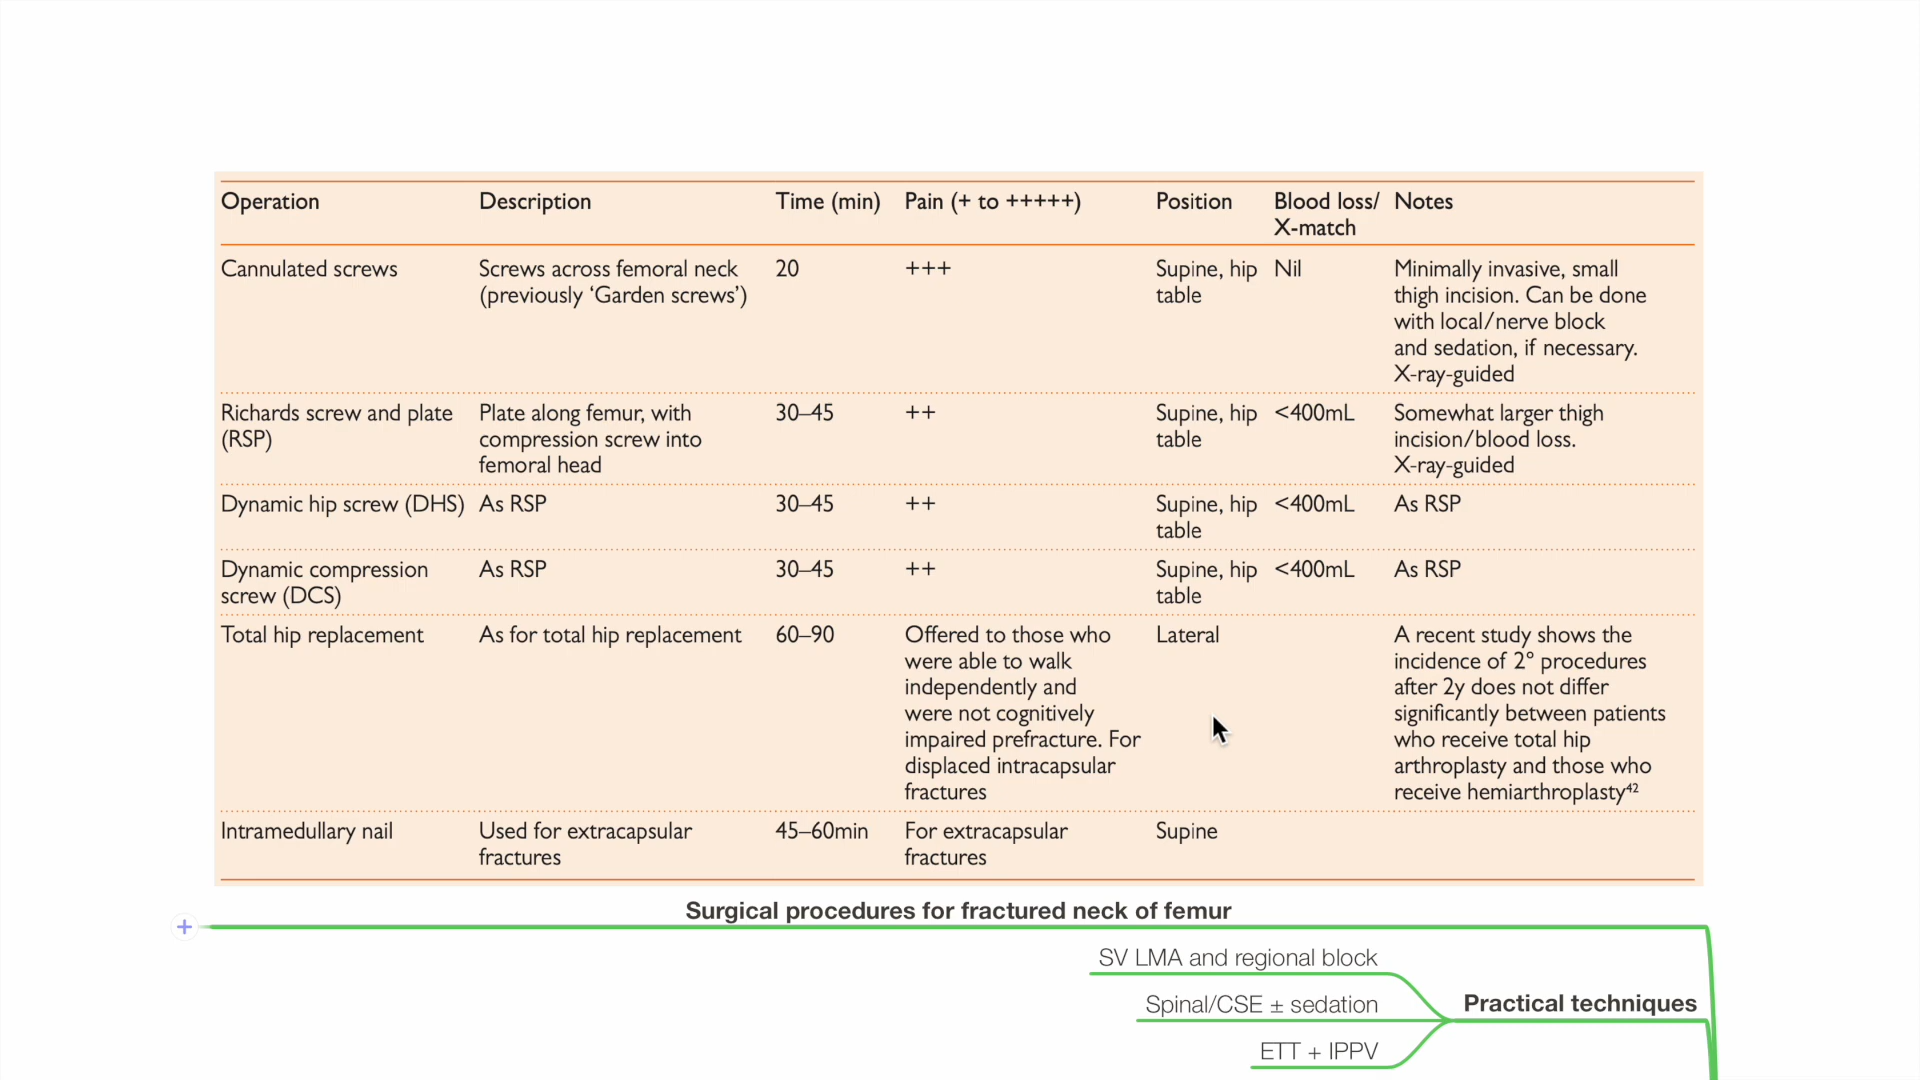 Operation Description Time (min) Pain (+ to +++++) Position Blood loss/ Notes
X-match
Cannulated screws Screws across femoral neck 20 +++ Supine, hip Nil Minimally invasive, small
(previously ‘Garden screws’) table thigh incision. Can be done
with local/nerve block
and sedation, if necessary.
X-ray-guided
Richards screw and plate Plate along femur, with 30–45 ++ Supine, hip <400mL Somewhat larger thigh
(RSP) compression screw into table incision/blood loss.
femoral head X-ray-guided
Dynamic hip screw (DHS) As RSP 30–45 ++ Supine, hip <400mL As RSP
table
Dynamic compression As RSP 30–45 ++ Supine, hip <400mL As RSP
screw (DCS) table
Total hip replacement As for total hip replacement 60–90 Offered to those who Lateral A recent study shows the
were able to walk incidence of 2° procedures
independently and after 2y does not differ
were not cognitively significantly between patients
impaired prefracture. For who receive total hip
displaced intracapsular arthroplasty and those who
fractures receive hemiarthroplasty⁴²
Intramedullary nail Used for extracapsular 45–60min For extracapsular Supine
fractures fractures
Surgical procedures for fractured neck of femur
SV LMA and regional block
Spinal/CSE ± sedation
Practical techniques
ETT + IPPV